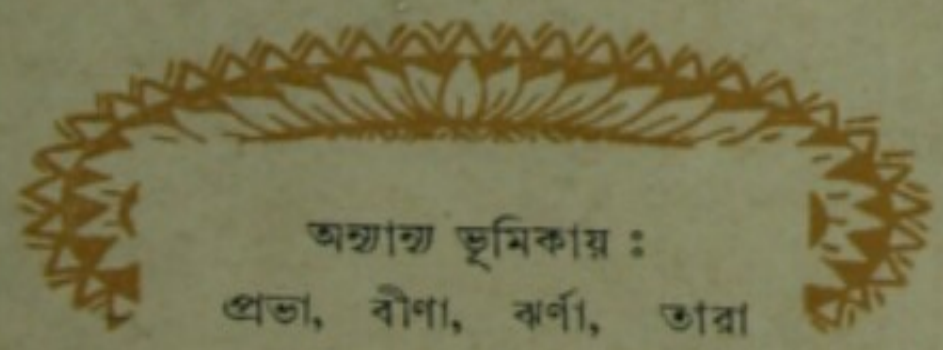 অন্যান্য ভূমিকায় :
প্রভা, বীণা, ঝর্ণা, তারা